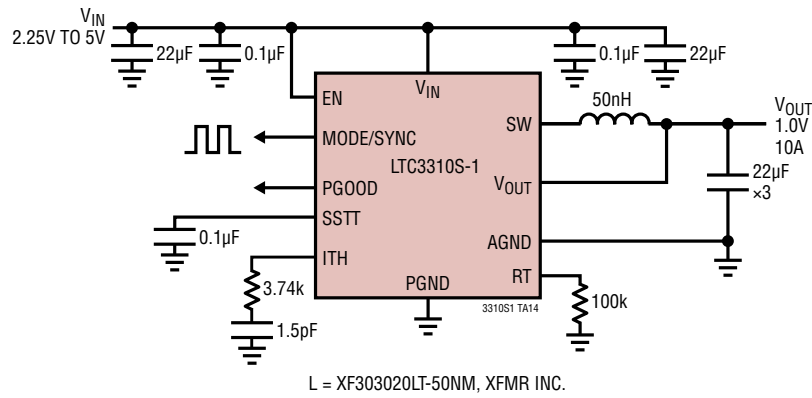 VIN
2.25V TO 5V
22µF
0.1µF
0.1µF
22µF
EN
VIN
MODE/SYNC
SW
50nH
VOUT
1.0V
10A
LTC3310S-1
PGOOD
VOUT
22µF
×3
SSTT
0.1µF
AGND
ITH
RT
3.74k
PGND
100k
3310S1 TA14
1.5pF
L = XF303020LT-50NM, XFMR INC.